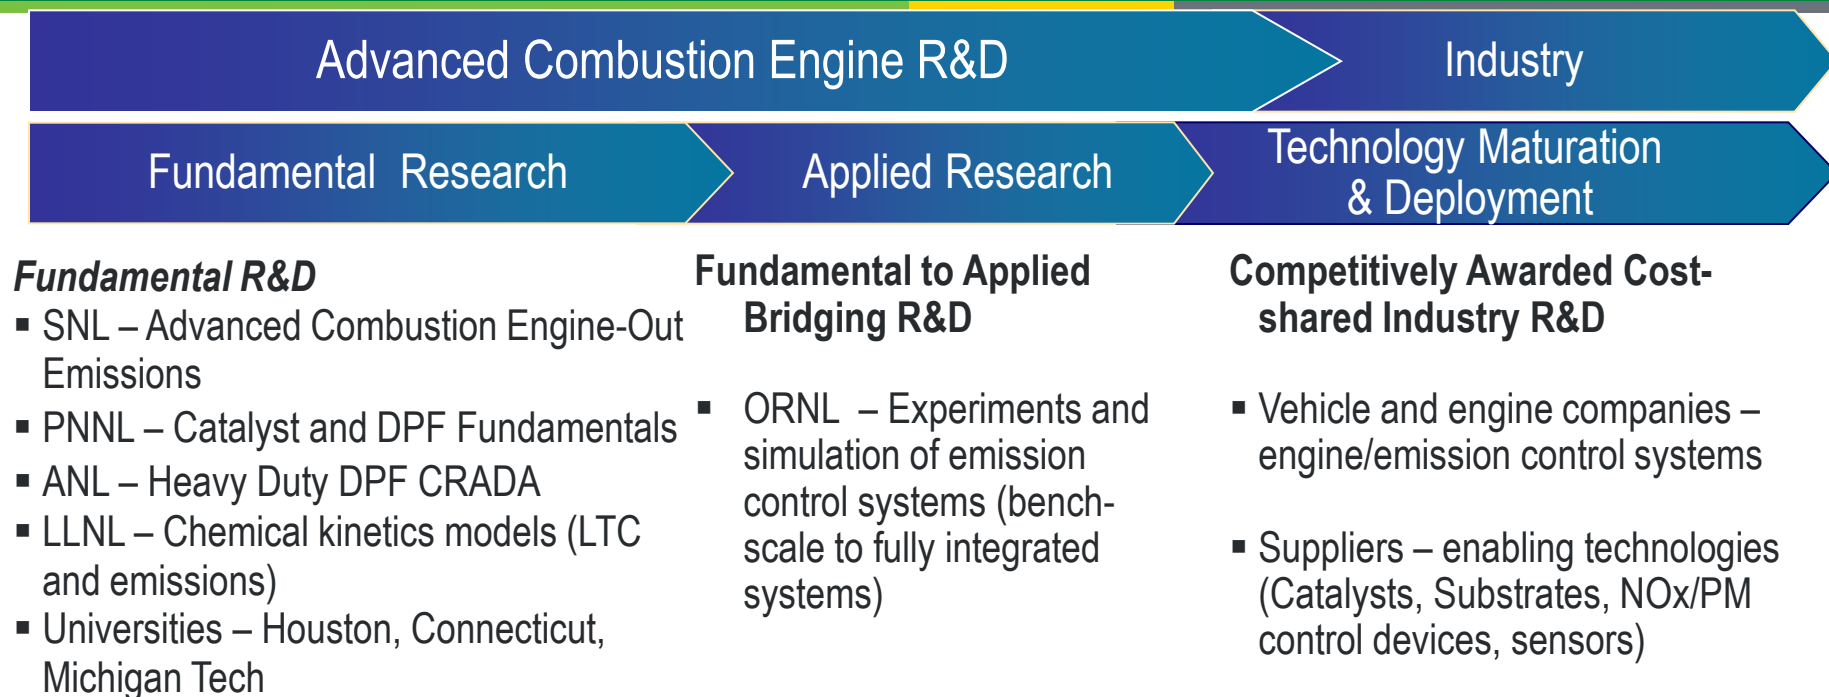 Advanced Combustion Engine R&D
Industry
Fundamental Research
Applied Research
Technology Maturation
& Deployment
Fundamental R&D
▪ SNL – Advanced Combustion Engine-Out
Emissions
▪ PNNL – Catalyst and DPF Fundamentals
▪ ANL – Heavy Duty DPF CRADA
▪ LLNL – Chemical kinetics models (LTC
and emissions)
▪ Universities – Houston, Connecticut,
Michigan Tech
Fundamental to Applied
Bridging R&D
▪ ORNL – Experiments and
simulation of emission
control systems (bench-
scale to fully integrated
systems)
Competitively Awarded Cost-
shared Industry R&D
▪ Vehicle and engine companies –
engine/emission control systems
▪ Suppliers – enabling technologies
(Catalysts, Substrates, NOx/PM
control devices, sensors)